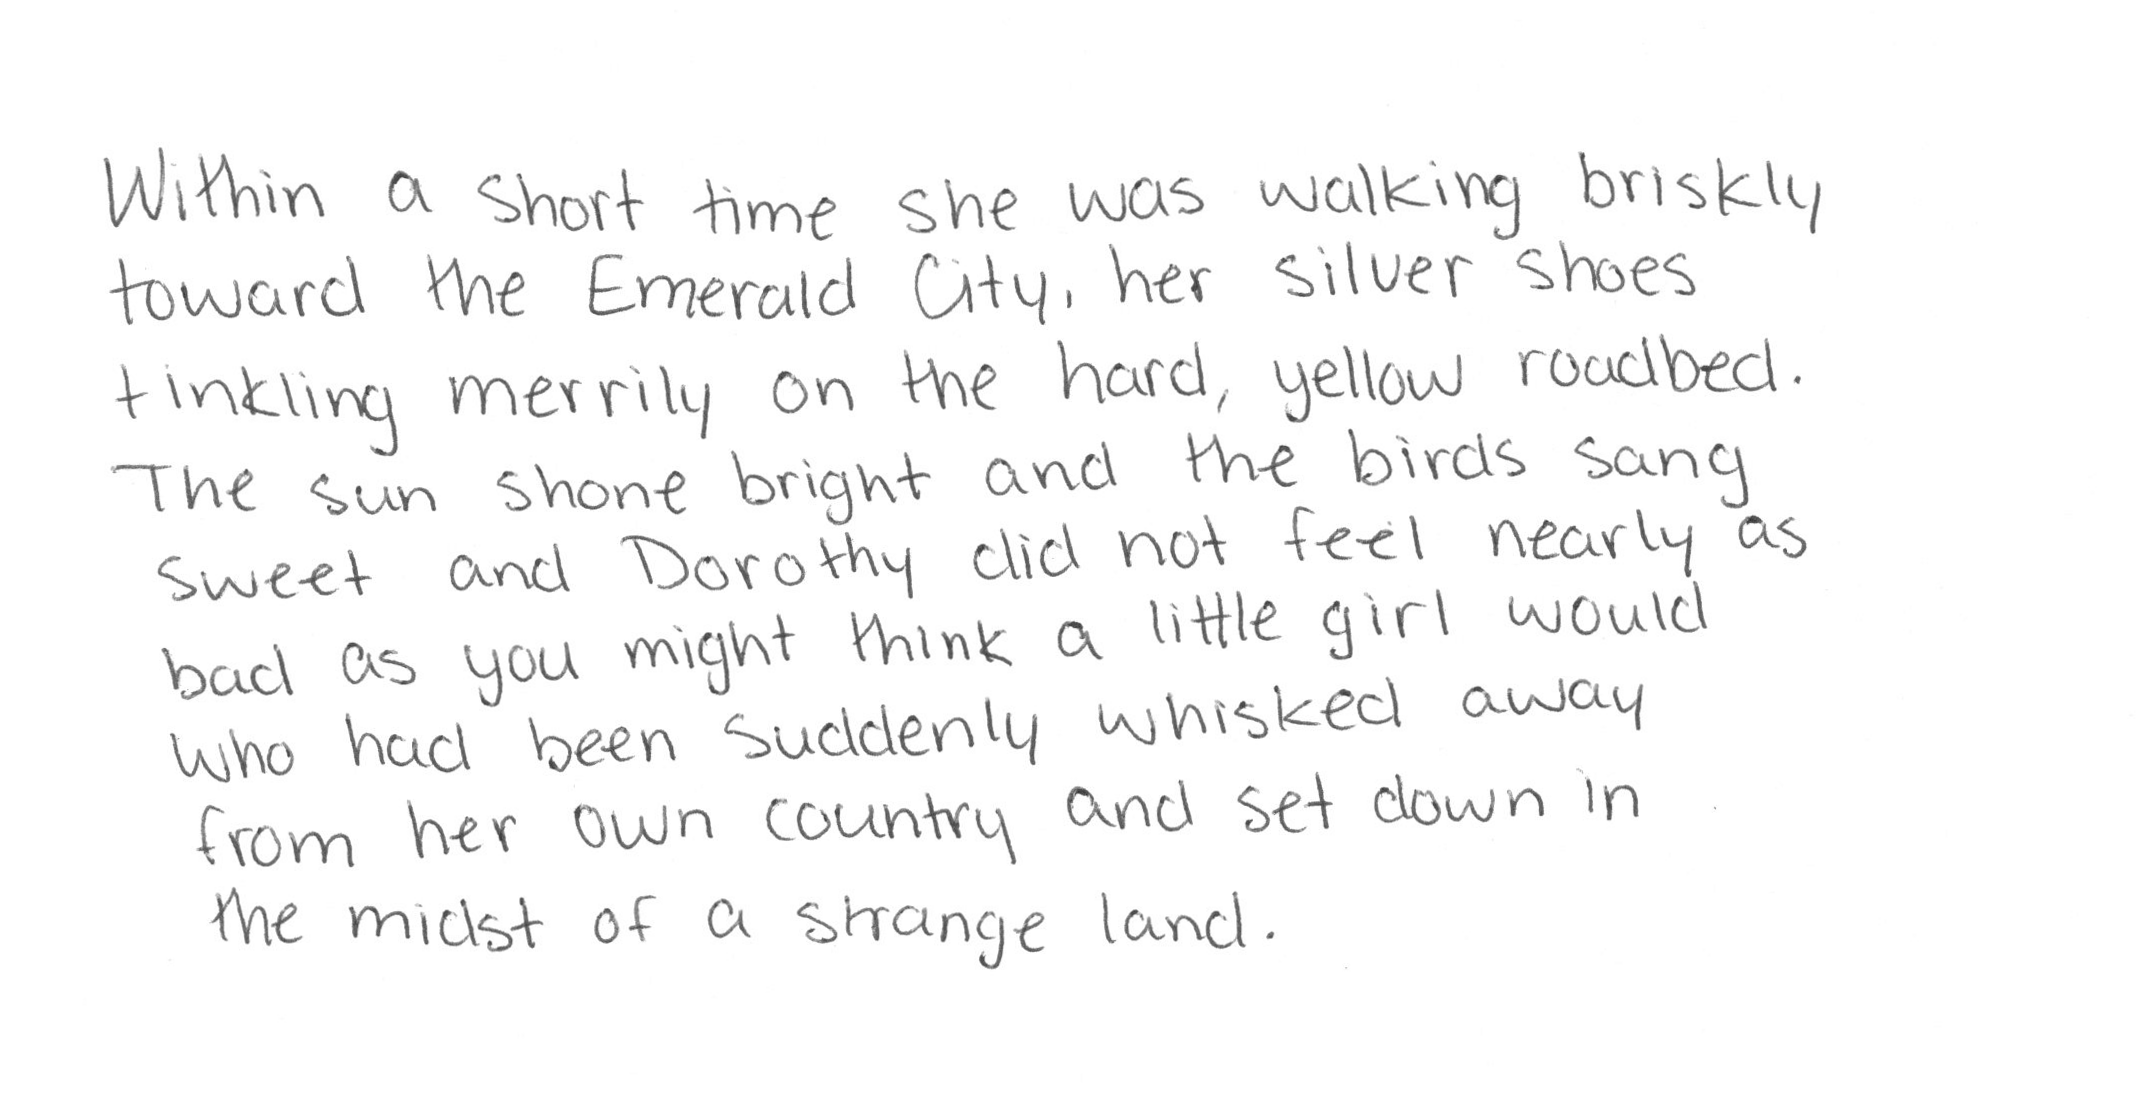 Within a short time she was walking briskly
toward the Emerald City, her silver shoes
tinkling merrily on the hard, yellow roadbed.
The sun shone bright and the birds sang
sweet and Dorothy did not feel nearly as
bad as you might think a little girl would
who had been suddenly whisked away
from her own country and set down in
the midst of a strange land.